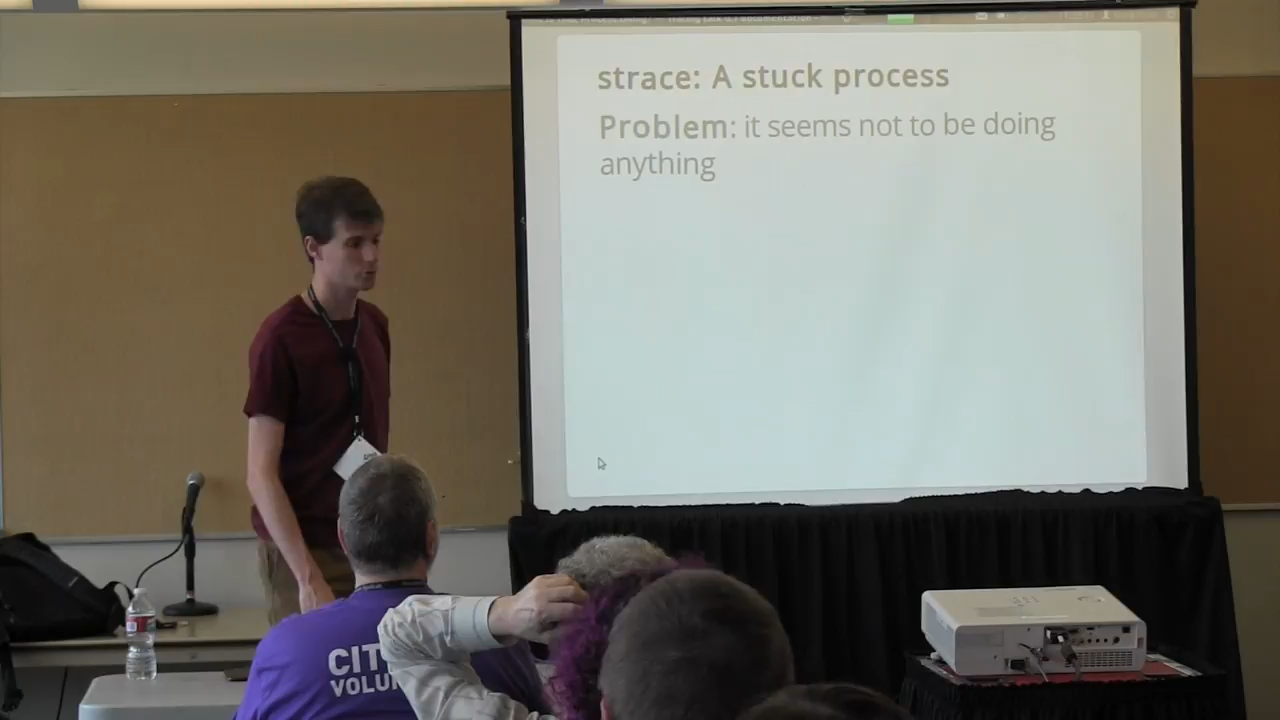 strace: A stuck process
Problem: it seems not to be doing
anything
CIT
VOLU